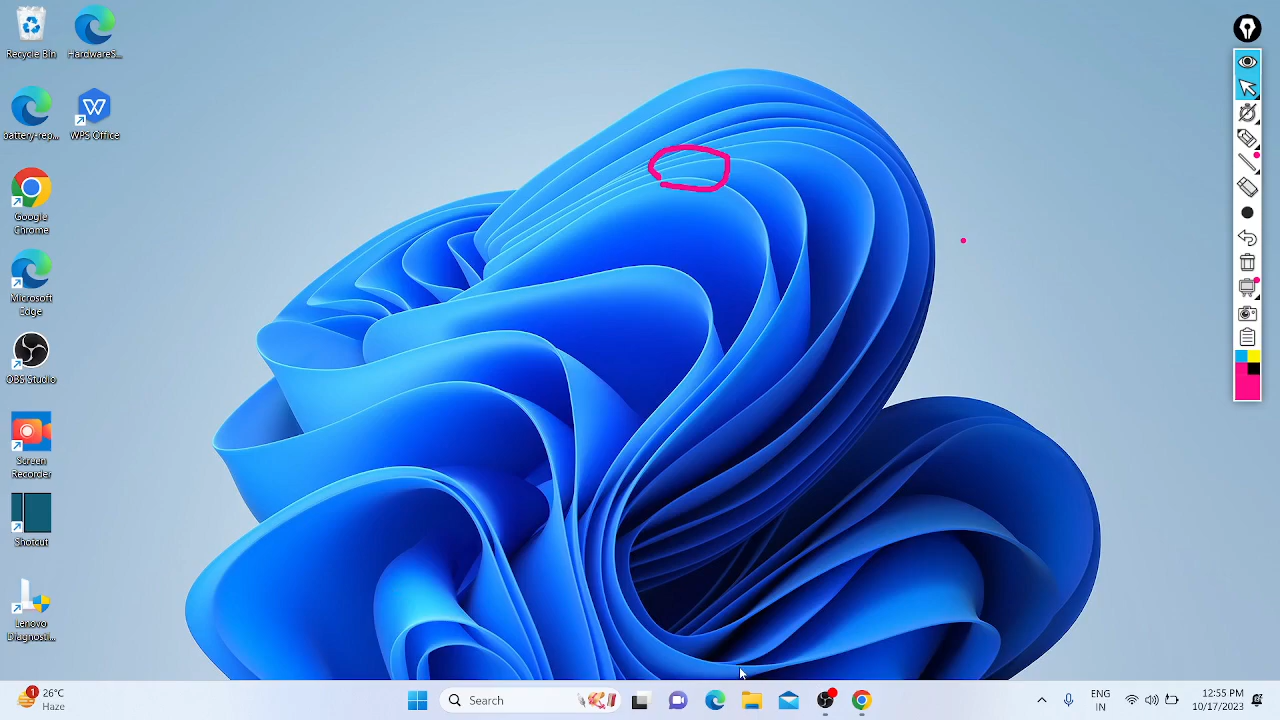 Recycle Bin
HardwareS...
battery-rep...
WPS Office
Google
Chrome
Microsoft
Edge
OBS Studio
Screen
Recorder
Shotcut
Lenovo
Diagnosti...
1
26°C
Haze
Search
ENG
IN
12:55 PM
10/17/2023